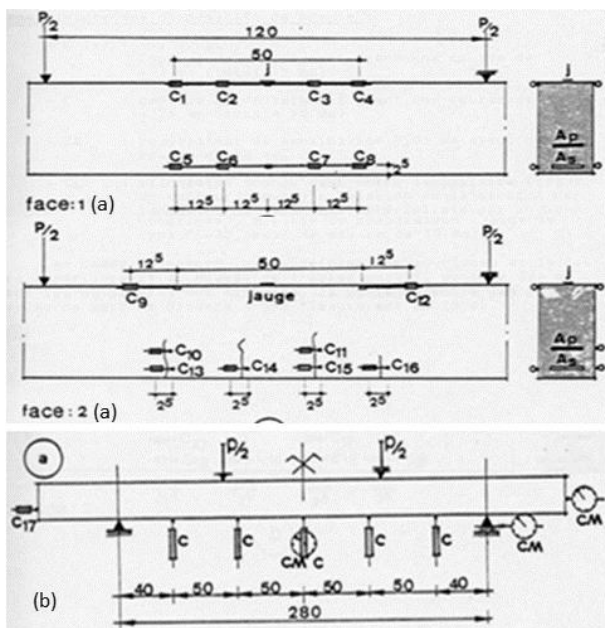 P/2 P/2
120
50
j j
C1 C2 C3 C4
C5 C6 C7 C8
2⁵
Ap
As
face:1 (a)
12⁵ 12⁵ 12⁵ 12⁵
P/2 P/2
12⁵ 50 12⁵
C9 jauge C12
j
C10 C11
C13 C14 C15 C16
Ap
As
2⁵ 2⁵ 2⁵ 2⁵
face:2 (a)
a
P/2 P/2
C17
C C CM C C C CM CM
(b)
40 50 50 50 50 40
280